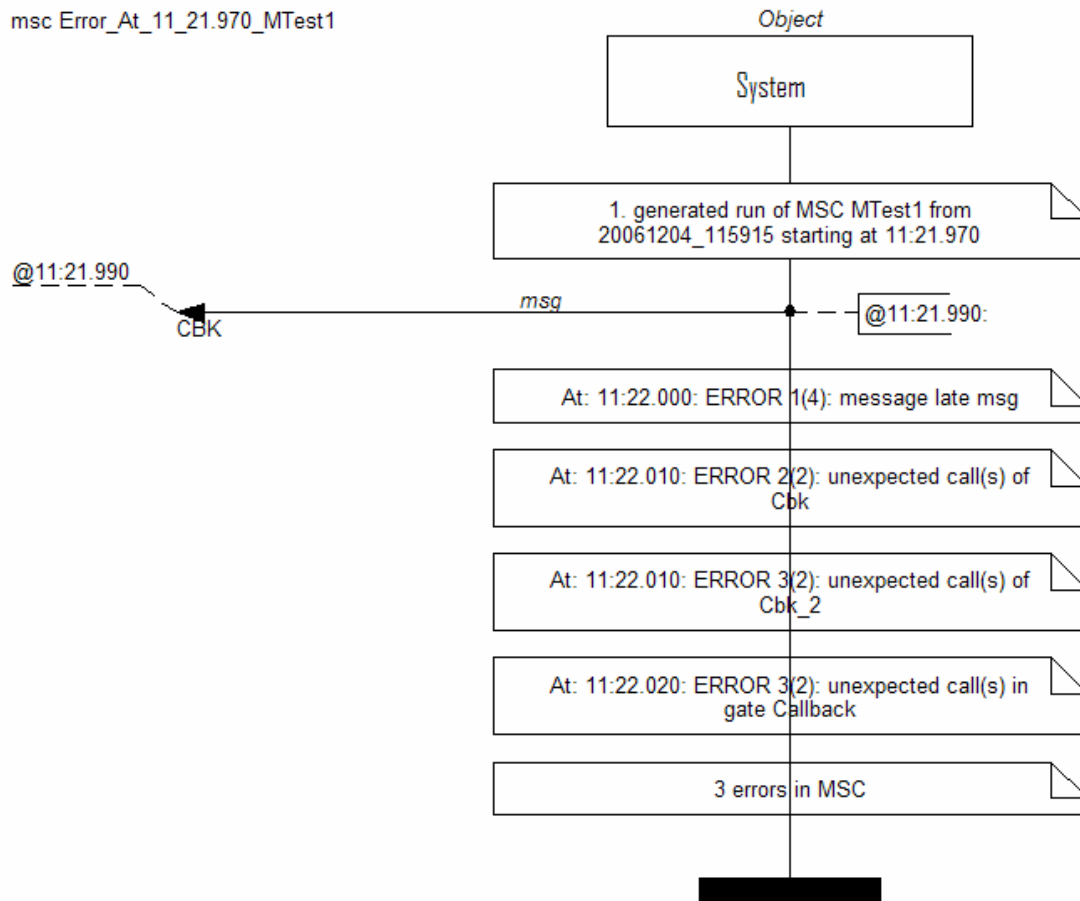 msc Error_At_11_21.970_MTest1
Object
System
1. generated run of MSC MTest1 from
20061204_115915 starting at 11:21.970
@11:21.990
msg
@11:21.990:
CBK
At: 11:22.000: ERROR 1(4): message late msg
At: 11:22.010: ERROR 2(2): unexpected call(s) of
Cbk
At: 11:22.010: ERROR 3(2): unexpected call(s) of
Cbk_2
At: 11:22.020: ERROR 3(2): unexpected call(s) in
gate Callback
3 errors in MSC